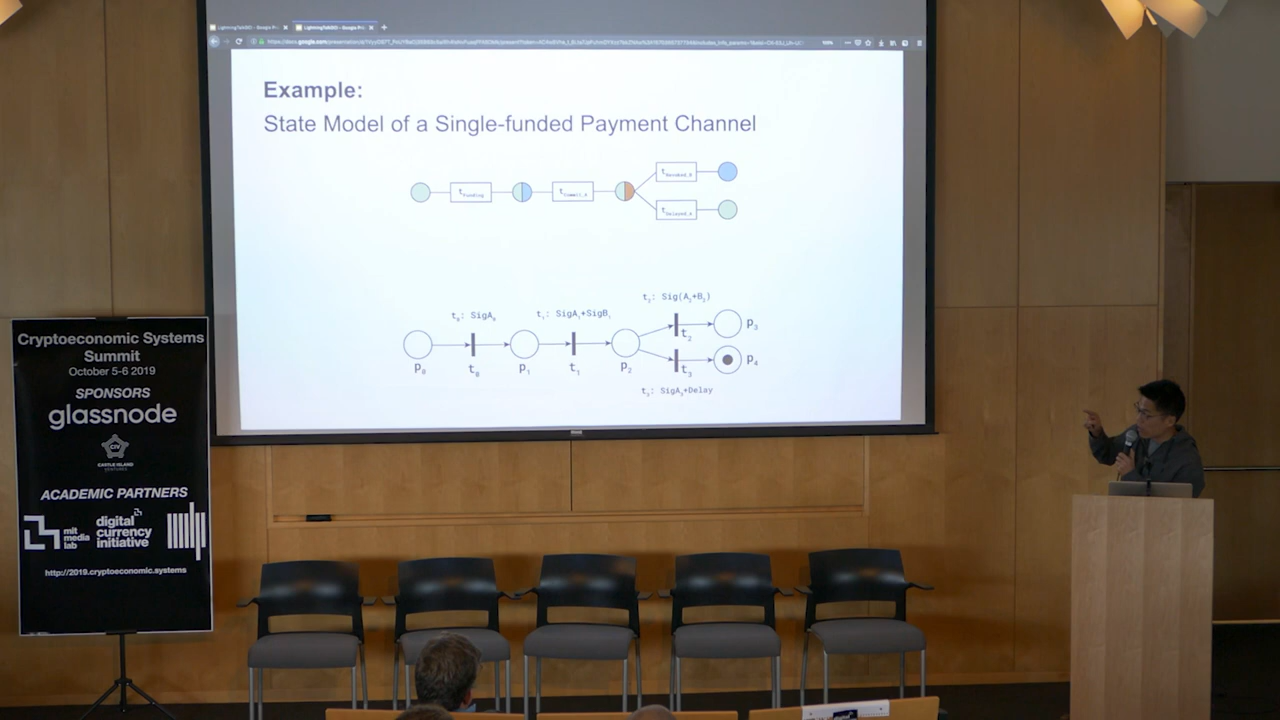 Example:
State Model of a Single-funded Payment Channel
t₀: SigA₀
t₁: SigA₁+SigB₁
t₂: Sig(A₂+B₂)
p₀
t₀
p₁
t₁
p₂
t₂
p₃
t₃
p₄
t₃: SigA₃+Delay
Cryptoeconomic Systems
Summit
October 5-6 2019
SPONSORS
glassnode
CIV
CASTLE ISLAND
VENTURES
ACADEMIC PARTNERS
mit
media
lab
digital
currency
initiative
http://2019.cryptoeconomic.systems